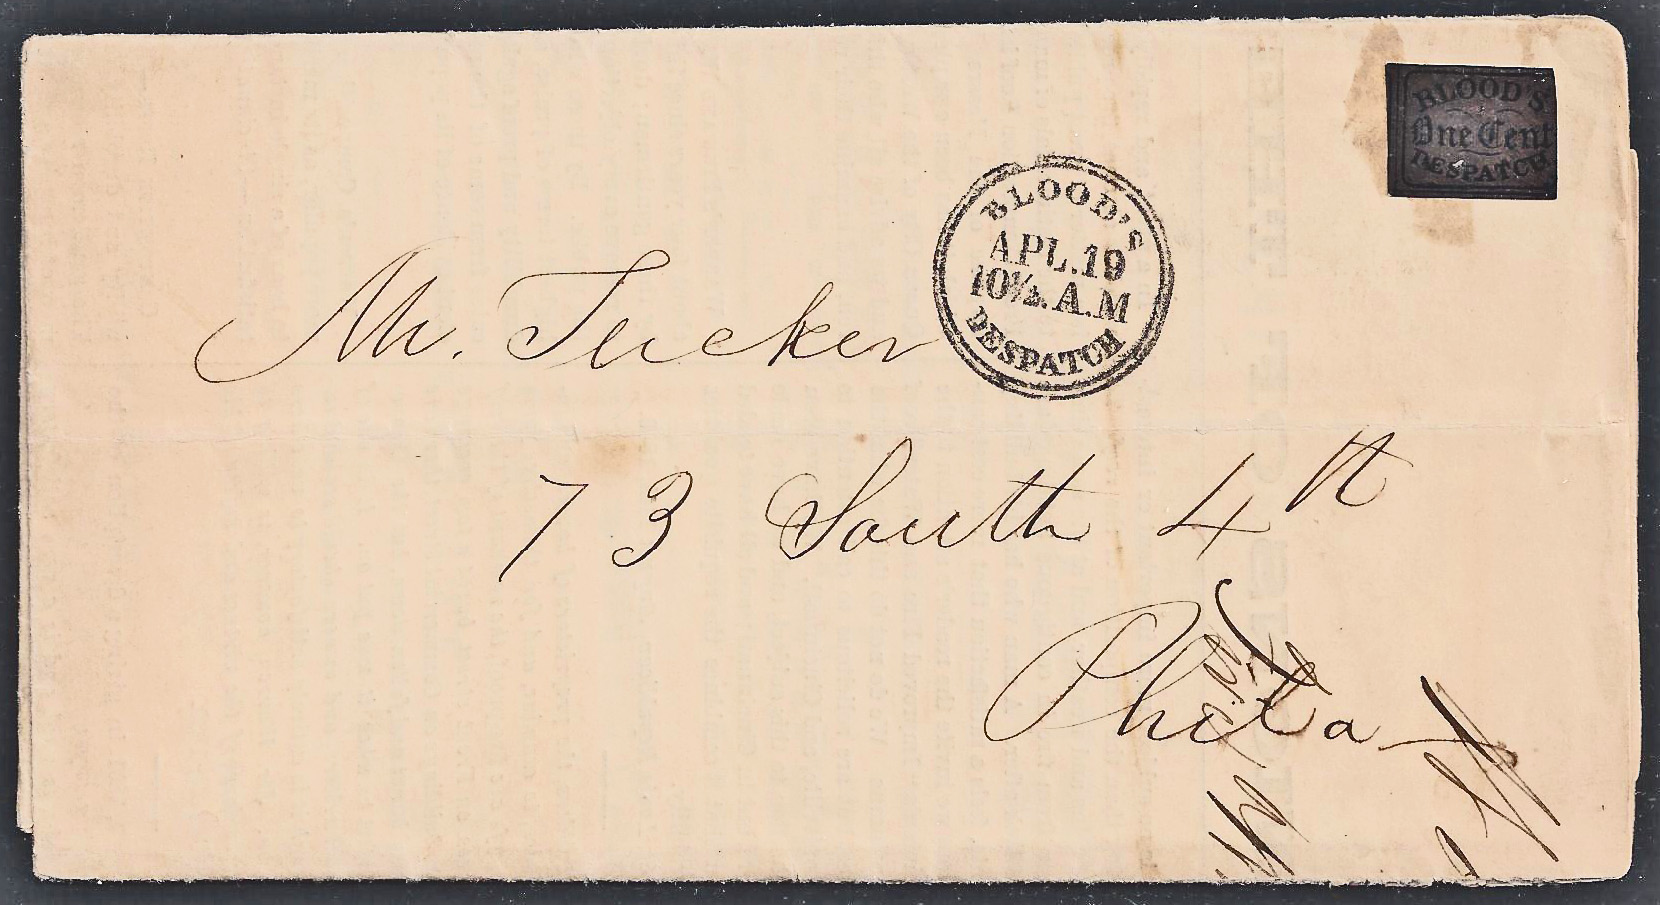 BLOOD'S
One Cent
DESPATCH
BLOOD'S
APL.19
10½.A.M
DESPATCH
Mr. Tucker
73 South 4th
Phila